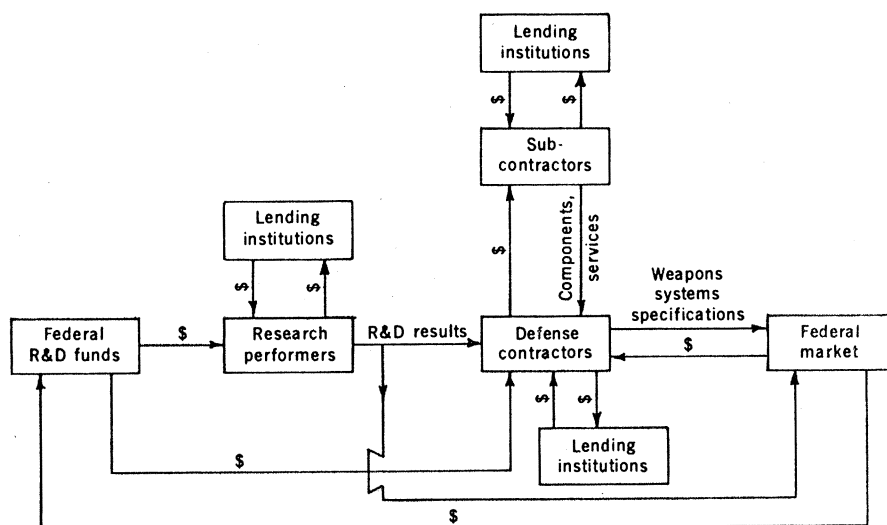 Lending
institutions
$
$
Sub-
contractors
Lending
institutions
$
$
$
Components,
services
Weapons
systems
specifications
Federal
R&D funds
$
Research
performers
R&D results
Defense
contractors
$
Federal
market
$
$
Lending
institutions
$
$